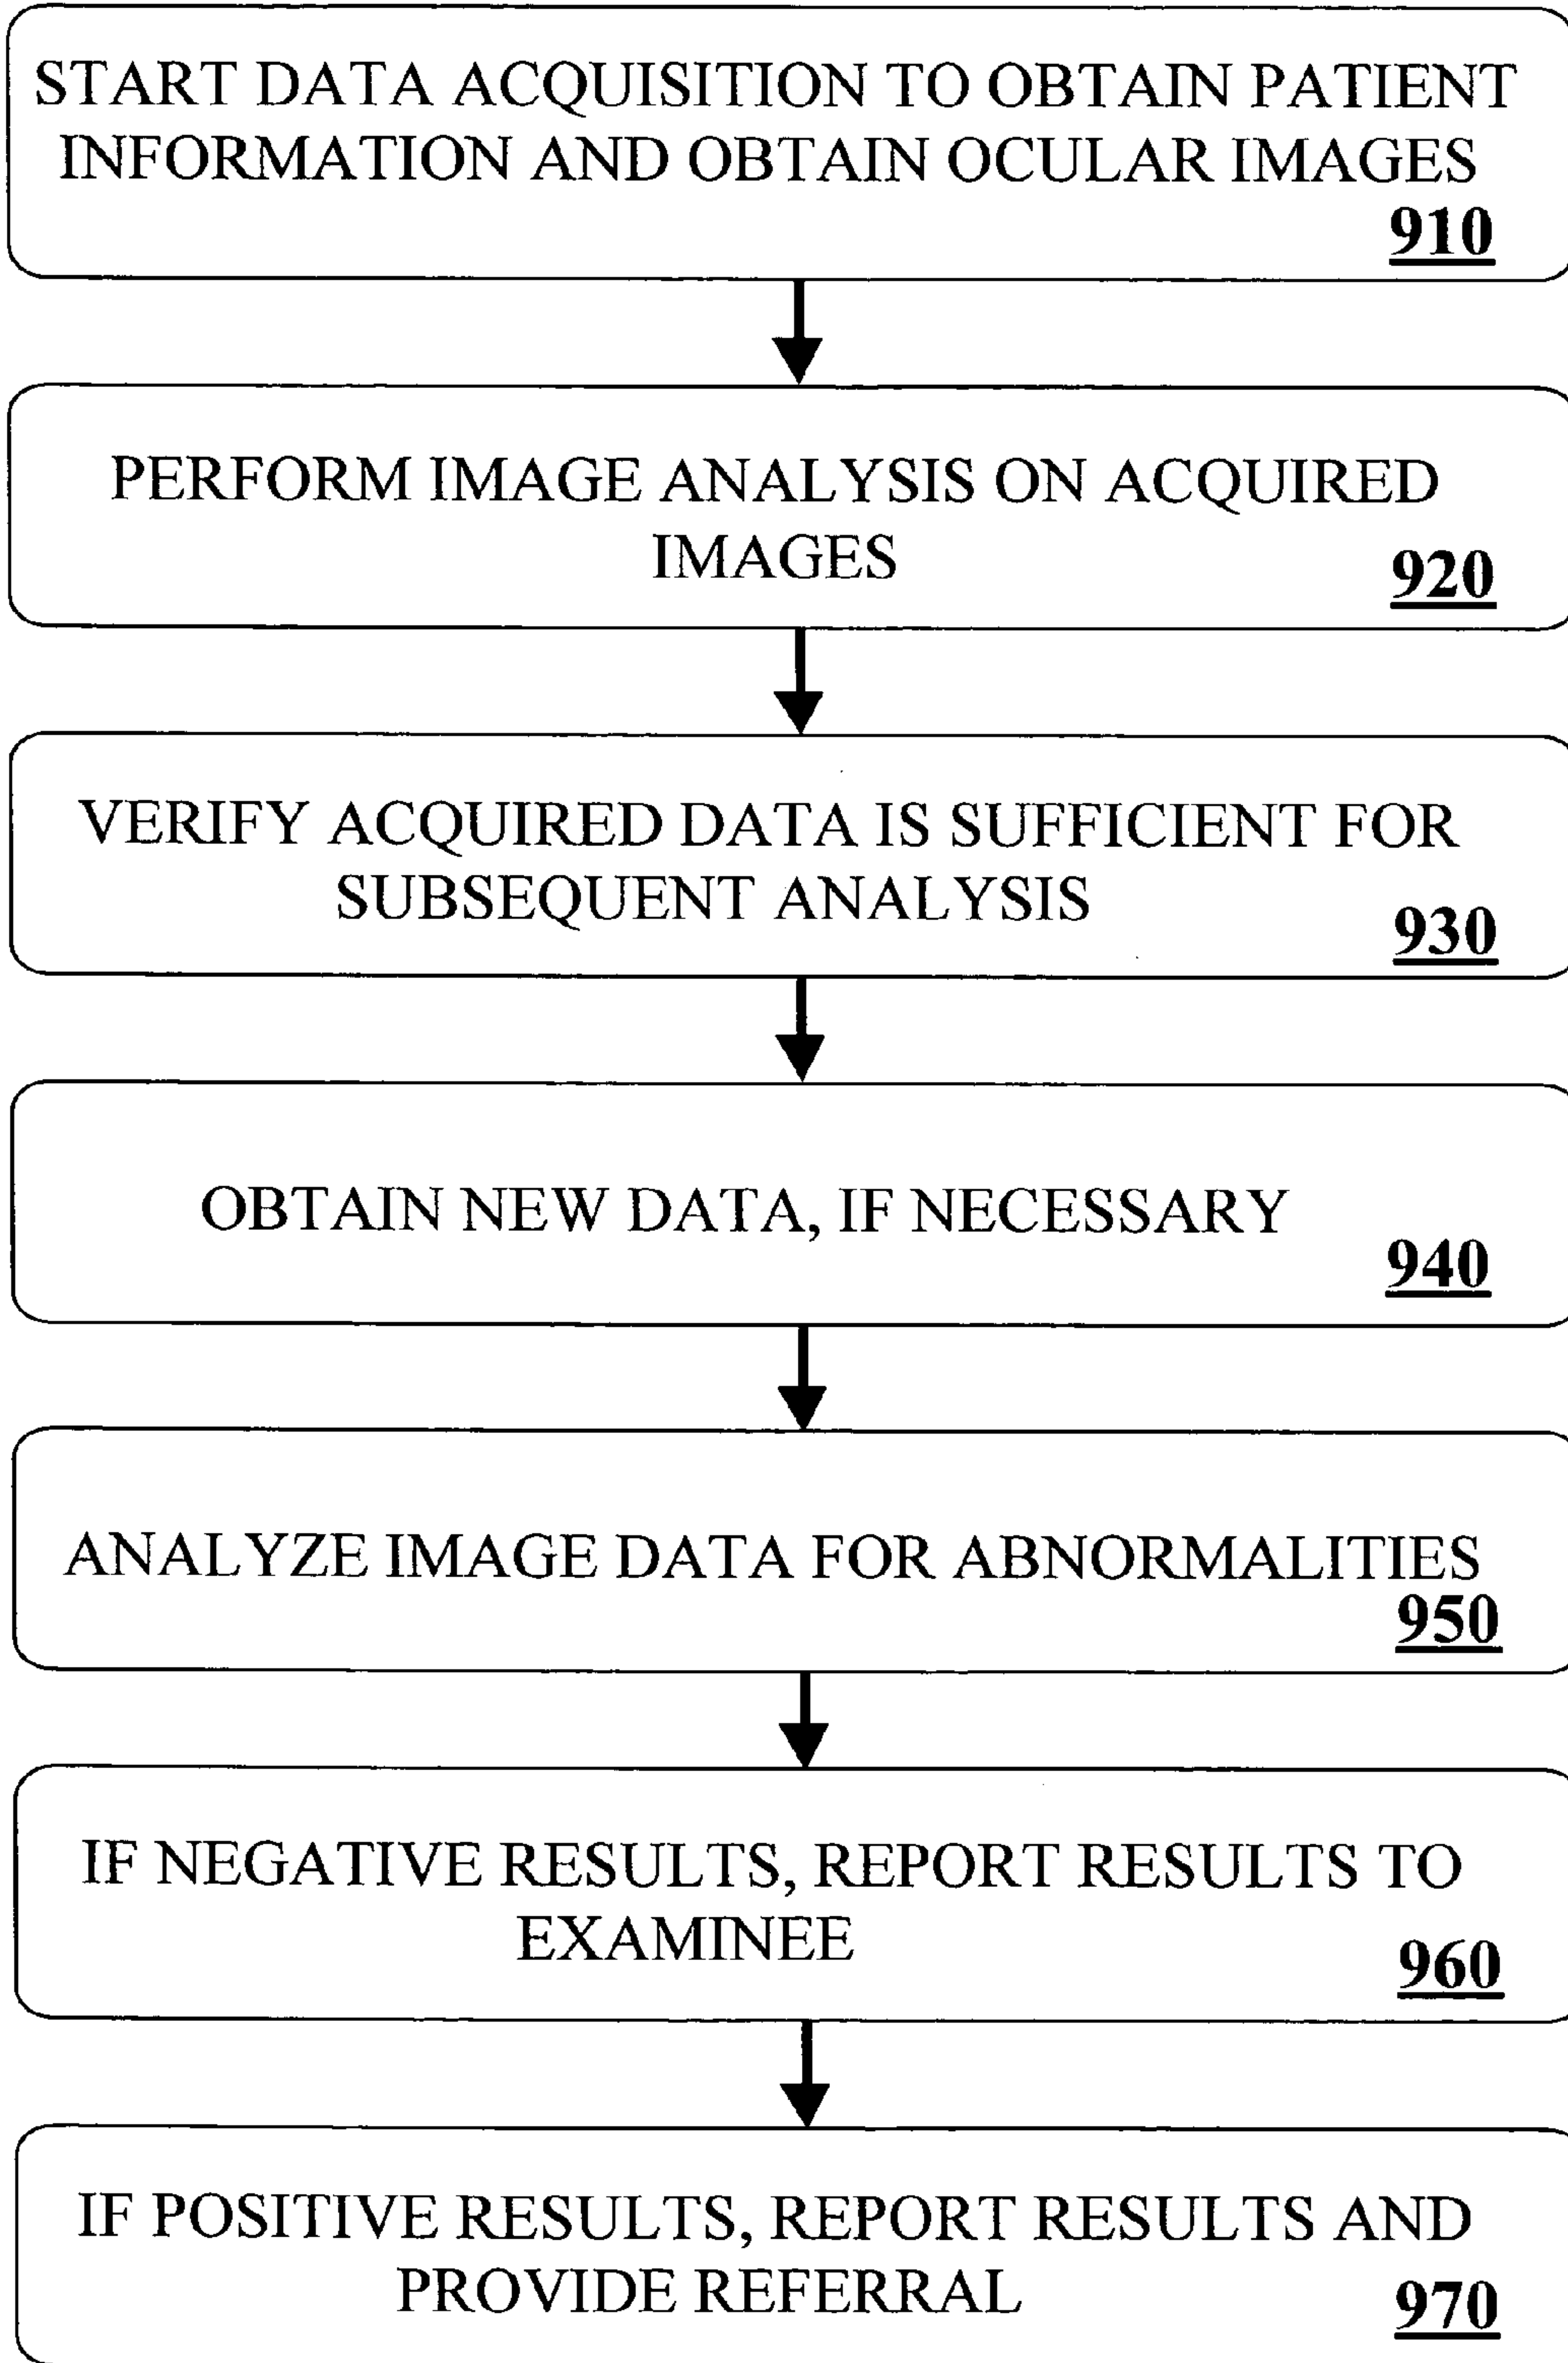 START DATA ACQUISITION TO OBTAIN PATIENT
INFORMATION AND OBTAIN OCULAR IMAGES
910
PERFORM IMAGE ANALYSIS ON ACQUIRED
IMAGES
920
VERIFY ACQUIRED DATA IS SUFFICIENT FOR
SUBSEQUENT ANALYSIS
930
OBTAIN NEW DATA, IF NECESSARY
940
ANALYZE IMAGE DATA FOR ABNORMALITIES
950
IF NEGATIVE RESULTS, REPORT RESULTS TO
EXAMINEE
960
IF POSITIVE RESULTS, REPORT RESULTS AND
PROVIDE REFERRAL
970